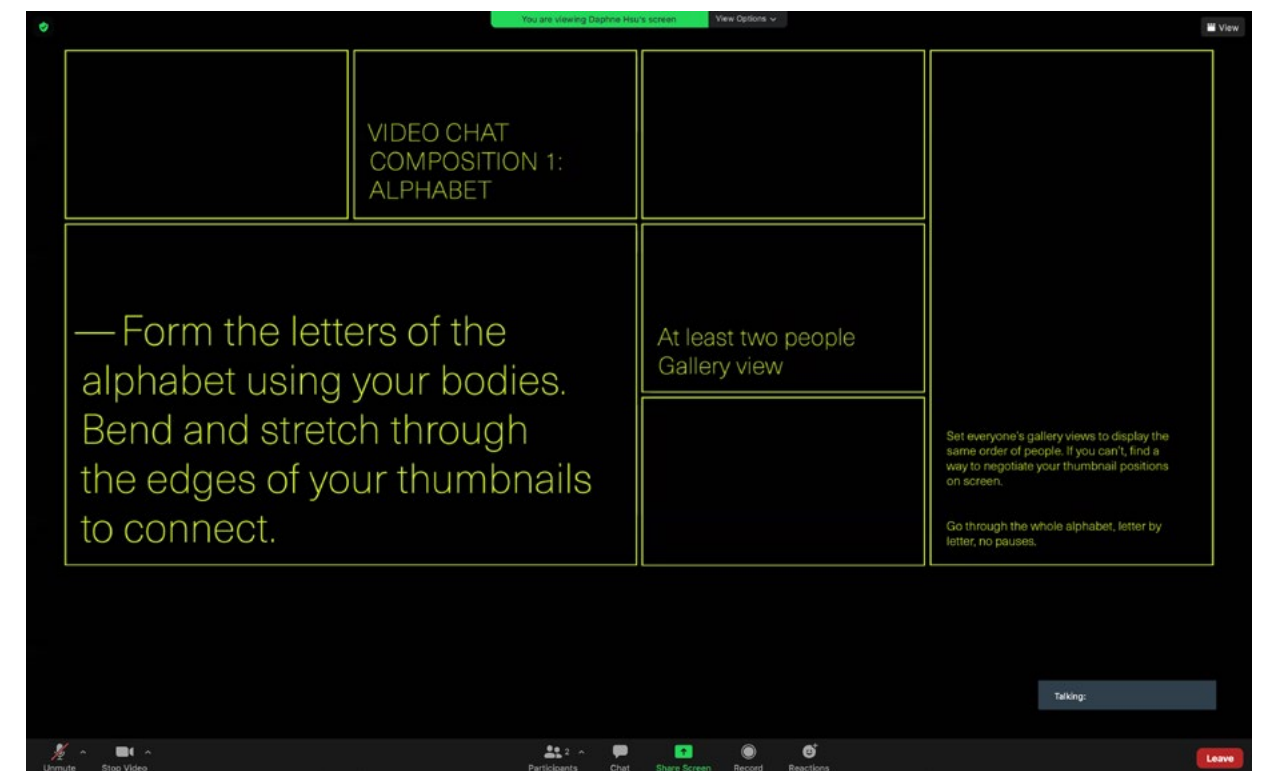 You are viewing Daphne Hsu's screen
View Options
View
VIDEO CHAT
COMPOSITION 1:
ALPHABET
— Form the letters of the
alphabet using your bodies.
Bend and stretch through
the edges of your thumbnails
to connect.
At least two people
Gallery view
Set everyone's gallery views to display the
same order of people. If you can't, find a
way to negotiate your thumbnail positions
on screen.
Go through the whole alphabet, letter by
letter, no pauses.
Talking:
Unmute
Stop Video
Participants
2
Chat
Share Screen
Record
Reactions
Leave